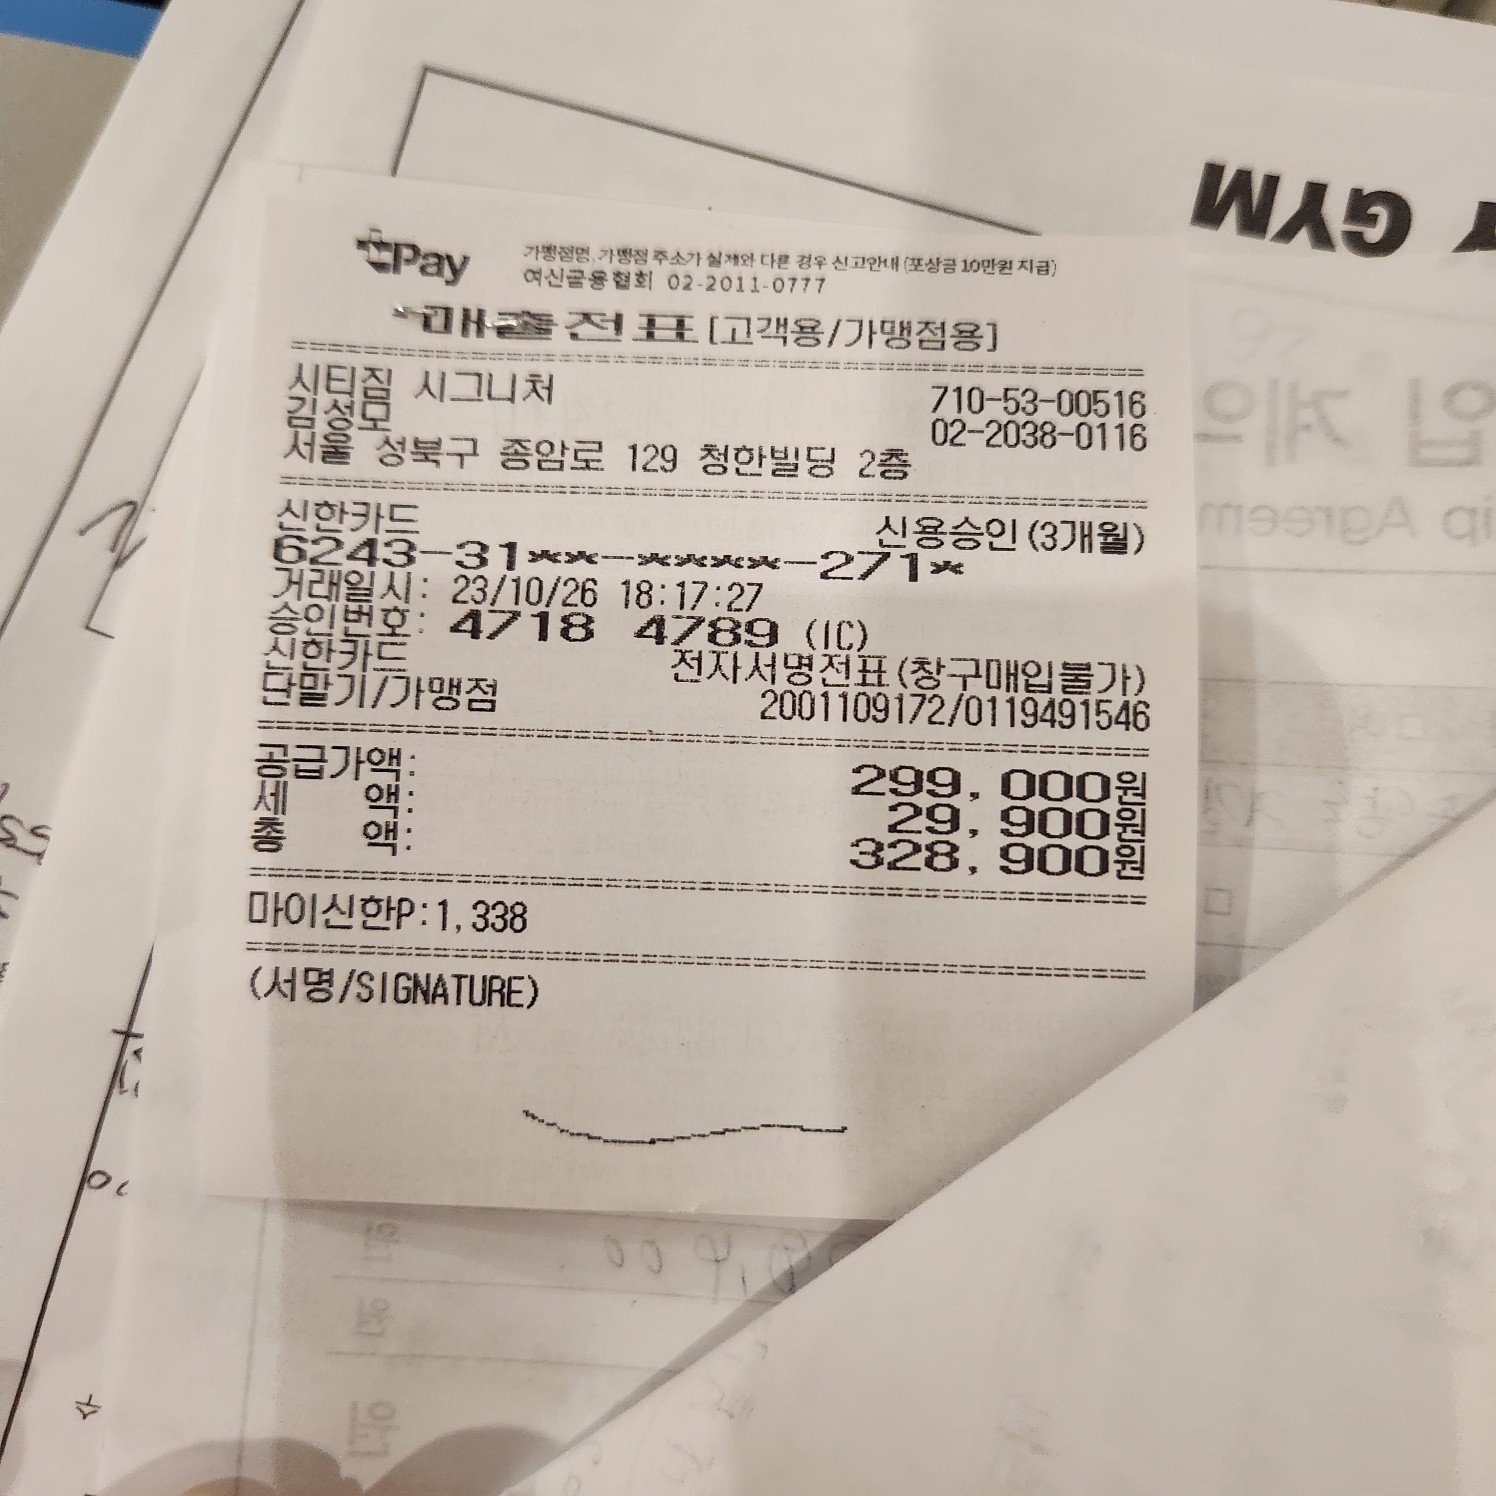 Pay
가맹점명, 가맹점 주소가 실제와 다른 경우 신고안내 (포상금 10만원 지급)
여신금융협회 02-2011-0777
매출전표 [고객용/가맹점용]
시티짐 시그니처 710-53-00516
김성모 02-2038-0116
서울 성북구 종암로 129 청한빌딩 2층
신한카드 신용승인 (3개월)
6243-31**-****-271*
거래일시: 23/10/26 18:17:27
승인번호: 4718 4789 (IC)
신한카드 전자서명전표(창구매입불가)
단말기/가맹점 2001109172/0119491546
공급가액: 299,000원
세 액: 29,900원
총 액: 328,900원
마이신한P:1,338
(서명/SIGNATURE)
GYM